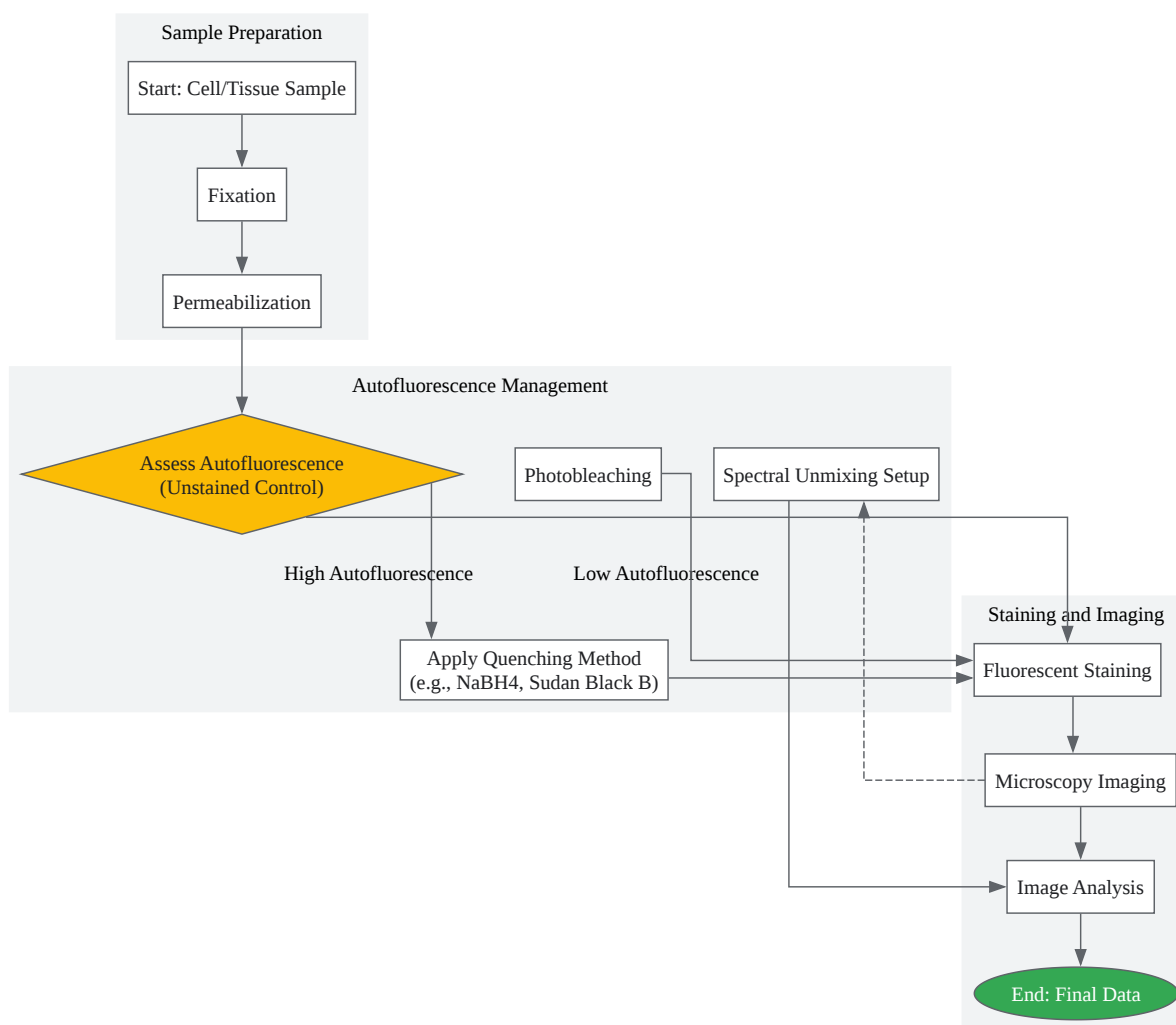 Sample Preparation
Start: Cell/Tissue Sample
Fixation
Permeabilization
Autofluorescence Management
Assess Autofluorescence
(Unstained Control)
Photobleaching
Spectral Unmixing Setup
High Autofluorescence
Low Autofluorescence
Apply Quenching Method
(e.g., NaBH4, Sudan Black B)
Staining and Imaging
Fluorescent Staining
Microscopy Imaging
Image Analysis
End: Final Data